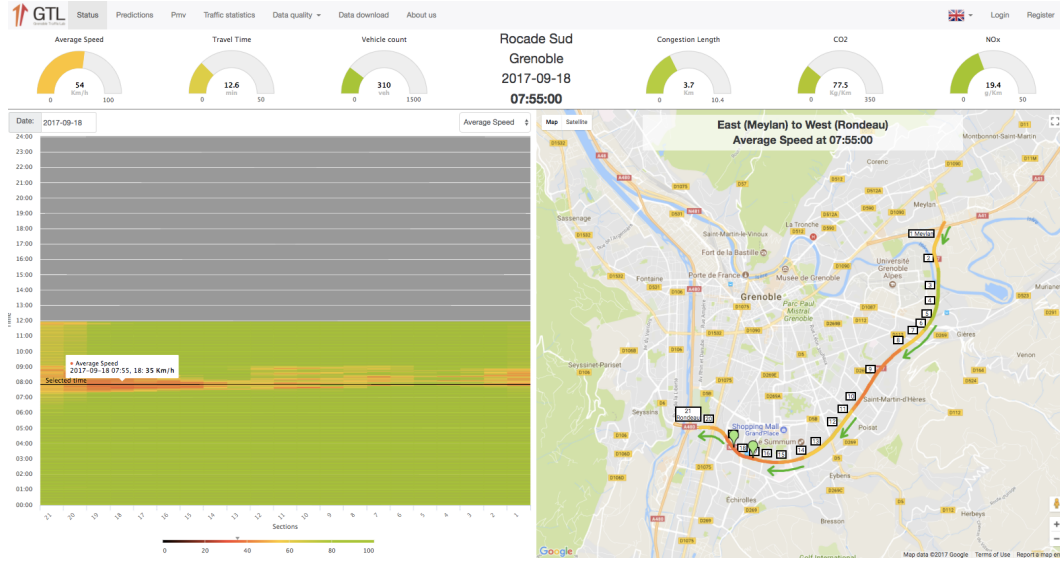 GTL
Status
Predictions
Pmv
Traffic statistics
Data quality
Data download
About us
Login
Register
Average Speed
54
Km/h
0
100
Travel Time
12.6
min
0
50
Vehicle count
310
veh
0
1500
Rocade Sud
Grenoble
2017-09-18
07:55:00
Congestion Length
3.7
Km
0
10.4
CO2
77.5
Kg/Km
0
350
NOx
19.4
g/Km
0
50
Date:
2017-09-18
Average Speed
24:00
23:00
22:00
21:00
20:00
19:00
18:00
17:00
16:00
15:00
14:00
13:00
12:00
11:00
10:00
09:00
08:00
07:00
06:00
05:00
04:00
03:00
02:00
01:00
00:00
Average Speed
2017-09-18 07:55, 18: 35 Km/h
Selected time
21
20
19
18
17
16
15
14
13
12
11
10
9
8
7
6
5
4
3
2
1
Sections
0
20
40
60
80
100
Map
Satellite
East (Meylan) to West (Rondeau)
Average Speed at 07:55:00
Montbonnot-Saint-Martin
Corenc
Meylan
Sassenage
La Tronche
Saint-Martin-le-Vinoux
1 Meylan
Fort de la Bastille
Université
Grenoble
Alpes
Fontaine
Porte de France
Musée de Grenoble
Muriane
Grenoble
Parc Paul
Mistral
Grenoble
Gières
Venon
Seyssinet-Pariset
Saint-Martin-d'Hères
Seyssins
21
Rondeau
Shopping Mall
Grand'Place
Le Summum
Poisat
Eybens
Échirolles
Bresson
Herbeys
Google
Map data ©2017 Google
Terms of Use
Report a map er